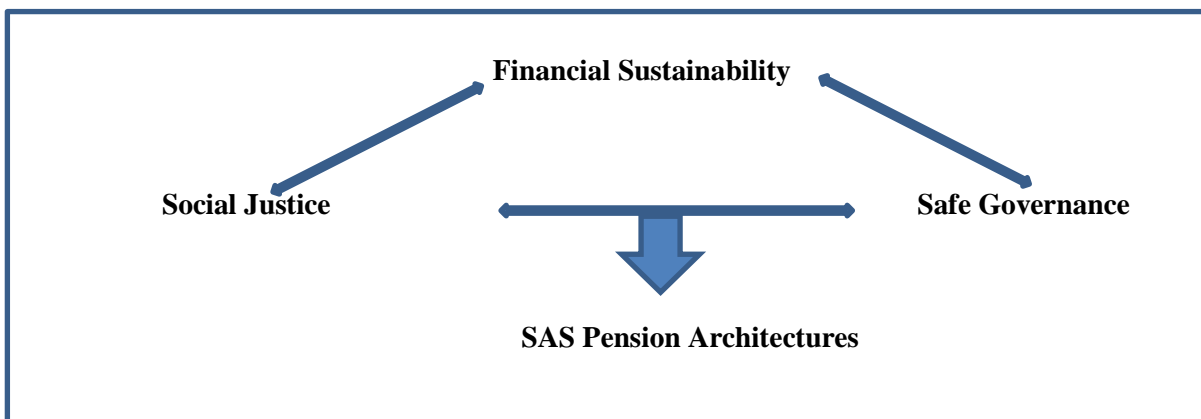 Financial Sustainability
Social Justice
Safe Governance
SAS Pension Architectures